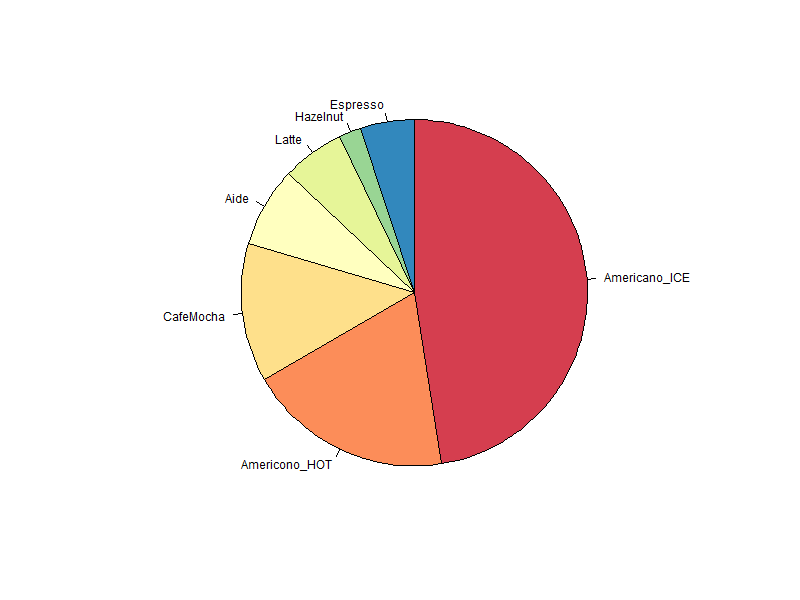 Espresso
Hazelnut
Latte
Aide
Americano_ICE
CafeMocha
Americono_HOT